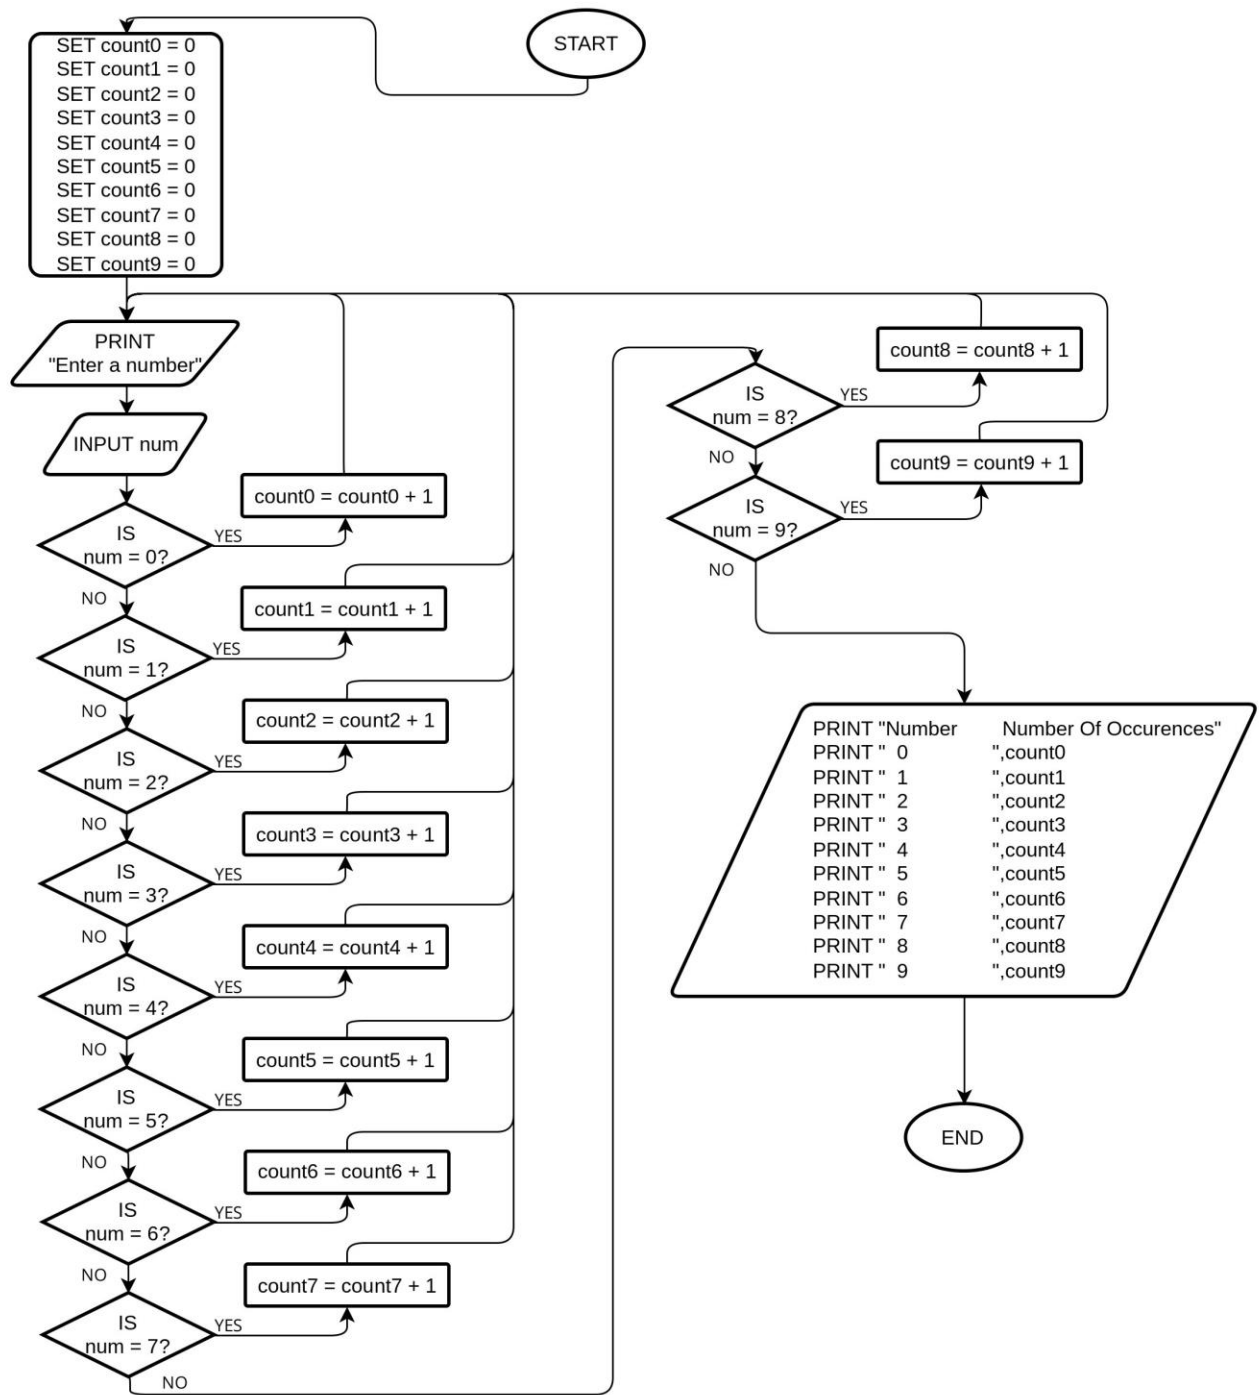 START
SET count0 = 0
SET count1 = 0
SET count2 = 0
SET count3 = 0
SET count4 = 0
SET count5 = 0
SET count6 = 0
SET count7 = 0
SET count8 = 0
SET count9 = 0
PRINT
"Enter a number"
INPUT num
IS
num = 0?
YES
count0 = count0 + 1
NO
IS
num = 1?
YES
count1 = count1 + 1
NO
IS
num = 2?
YES
count2 = count2 + 1
NO
IS
num = 3?
YES
count3 = count3 + 1
NO
IS
num = 4?
YES
count4 = count4 + 1
NO
IS
num = 5?
YES
count5 = count5 + 1
NO
IS
num = 6?
YES
count6 = count6 + 1
NO
IS
num = 7?
YES
count7 = count7 + 1
NO
IS
num = 8?
YES
count8 = count8 + 1
NO
IS
num = 9?
YES
count9 = count9 + 1
NO
PRINT "Number Number Of Occurences"
PRINT " 0 ",count0
PRINT " 1 ",count1
PRINT " 2 ",count2
PRINT " 3 ",count3
PRINT " 4 ",count4
PRINT " 5 ",count5
PRINT " 6 ",count6
PRINT " 7 ",count7
PRINT " 8 ",count8
PRINT " 9 ",count9
END